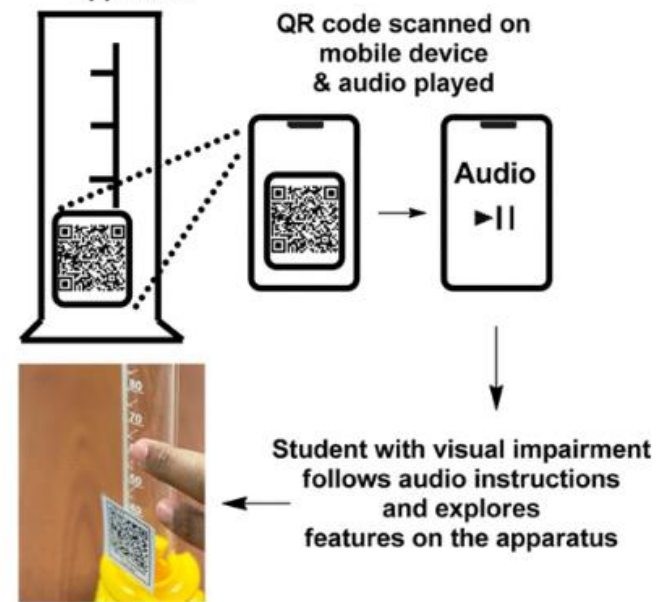 QR code scanned on
mobile device
& audio played
Audio
Student with visual impairment
follows audio instructions
and explores
features on the apparatus
80
70
50